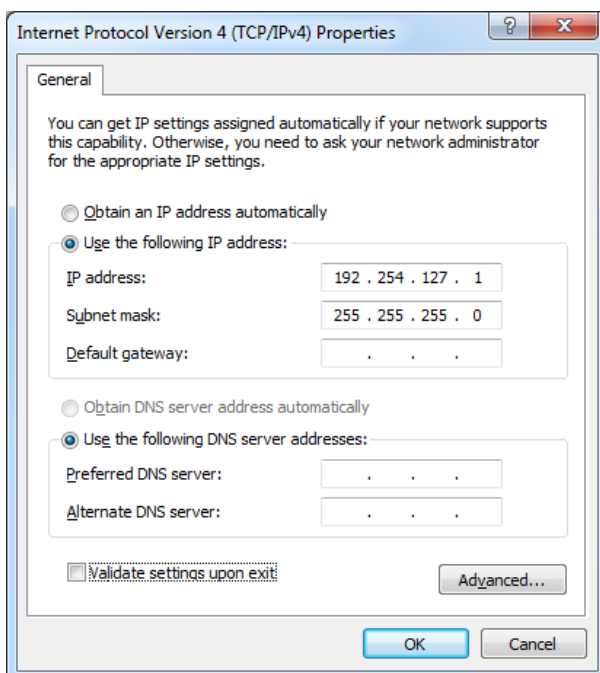 Internet Protocol Version 4 (TCP/IPv4) Properties
?
X
General
You can get IP settings assigned automatically if your network supports
this capability. Otherwise, you need to ask your network administrator
for the appropriate IP settings.
Obtain an IP address automatically
Use the following IP address:
IP address: 192 . 254 . 127 . 1
Subnet mask: 255 . 255 . 255 . 0
Default gateway: . . .
Obtain DNS server address automatically
Use the following DNS server addresses:
Preferred DNS server: . . .
Alternate DNS server: . . .
Validate settings upon exit
Advanced...
OK Cancel